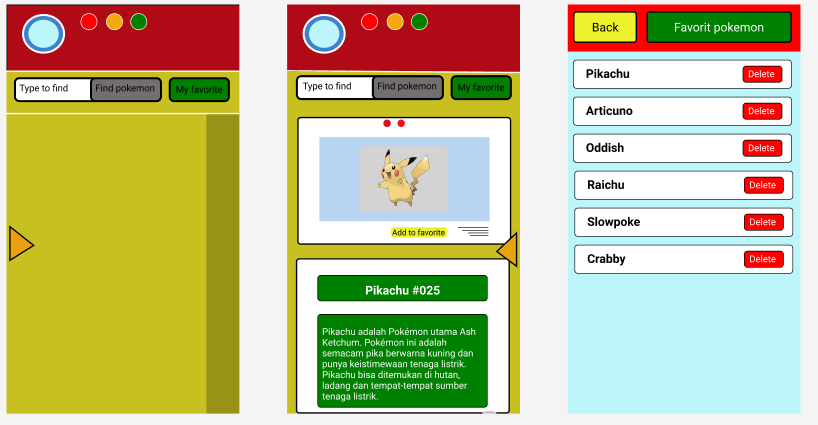 Type to find
Find pokemon
My favorite
Type to find
Find pokemon
My favorite
Add to favorite
Pikachu #025
Pikachu adalah Pokémon utama Ash
Ketchum. Pokémon ini adalah
semacam pika berwarna kuning dan
punya keistimewaan tenaga listrik.
Pikachu bisa ditemukan di hutan,
ladang dan tempat-tempat sumber
tenaga listrik.
Back
Favorit pokemon
Pikachu
Delete
Articuno
Delete
Oddish
Delete
Raichu
Delete
Slowpoke
Delete
Crabby
Delete